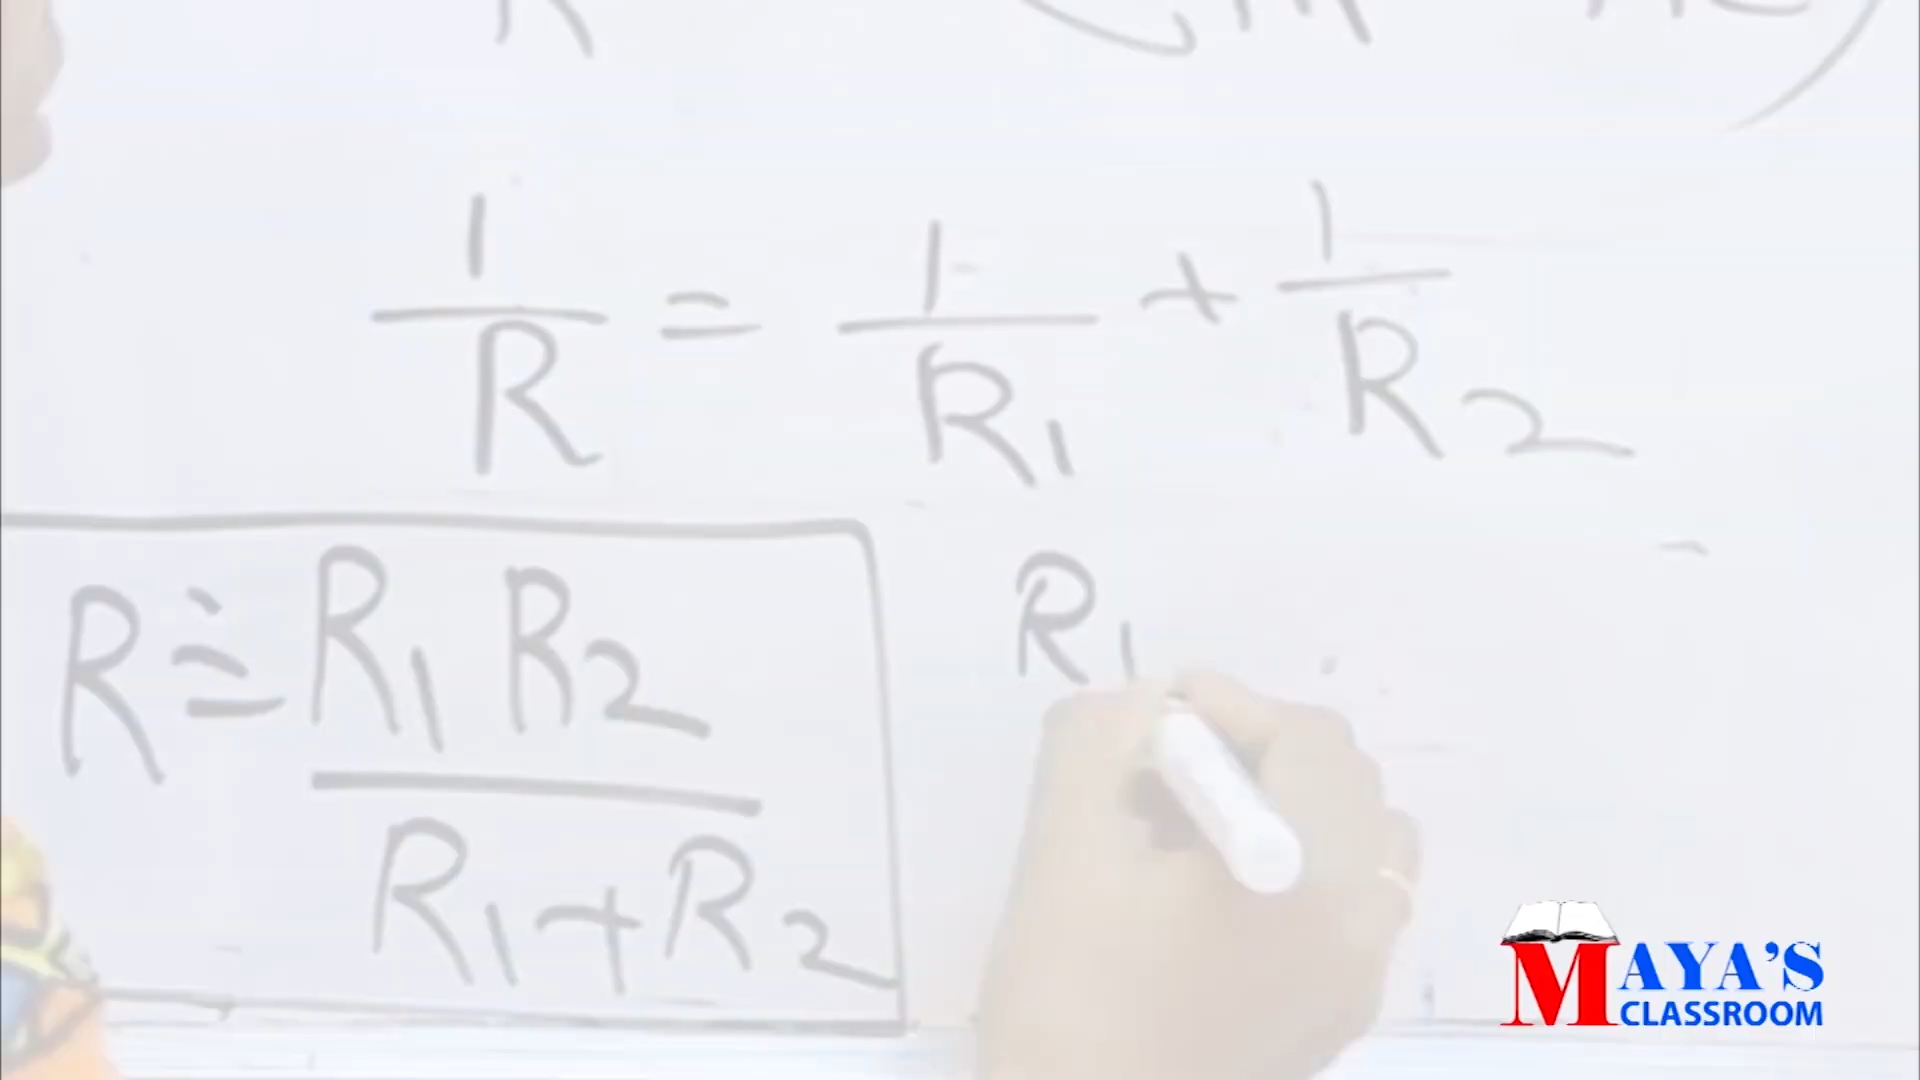 1/R = 1/R₁ + 1/R₂
R = R₁ R₂ / R₁ + R₂
R₁
MAYA'S
CLASSROOM